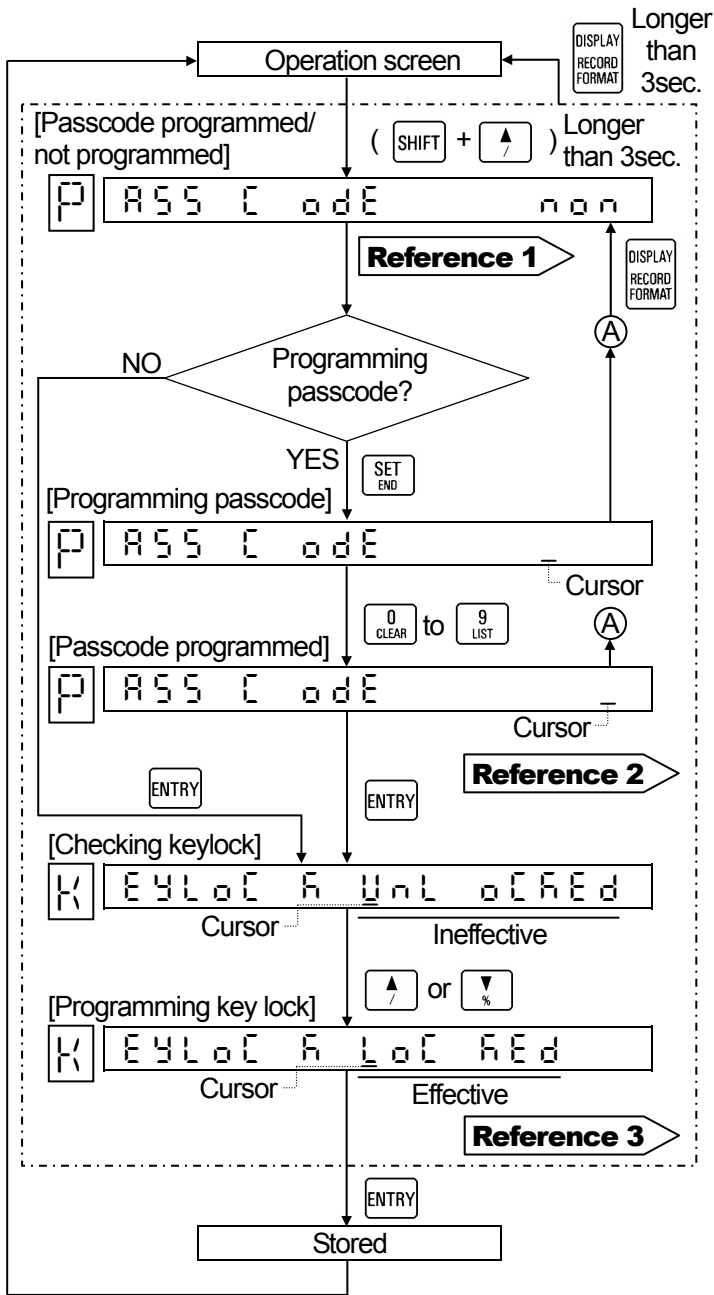 Operation screen
DISPLAY
RECORD
FORMAT
Longer
than
3sec.
[Passcode programmed/
not programmed]
( SHIFT + ▲ / ) Longer
than 3sec.
P ASS C odE non
Reference 1
DISPLAY
RECORD
FORMAT
A
NO
Programming
passcode?
YES
SET
END
[Programming passcode]
P ASS C odE _
Cursor
0
CLEAR
to
9
LIST
A
[Passcode programmed]
P ASS C odE _
Cursor
Reference 2
ENTRY
ENTRY
[Checking keylock]
K EYLoC K UnL oCKEd
Cursor
Ineffective
▲ / or ▼ %
[Programming key lock]
K EYLoC K LoC KEd
Cursor
Effective
Reference 3
ENTRY
Stored